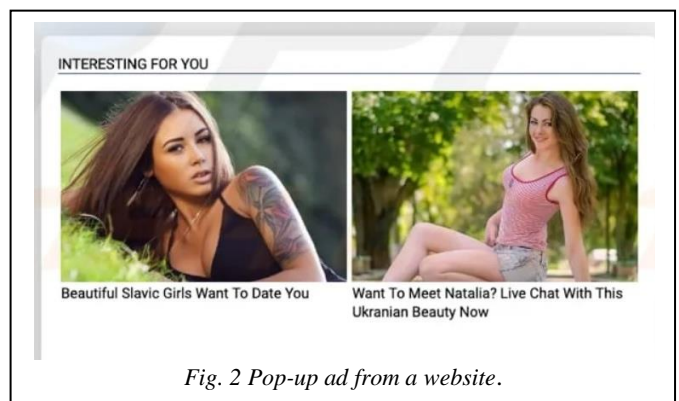 INTERESTING FOR YOU
Beautiful Slavic Girls Want To Date You
Want To Meet Natalia? Live Chat With This
Ukranian Beauty Now
Fig. 2 Pop-up ad from a website.